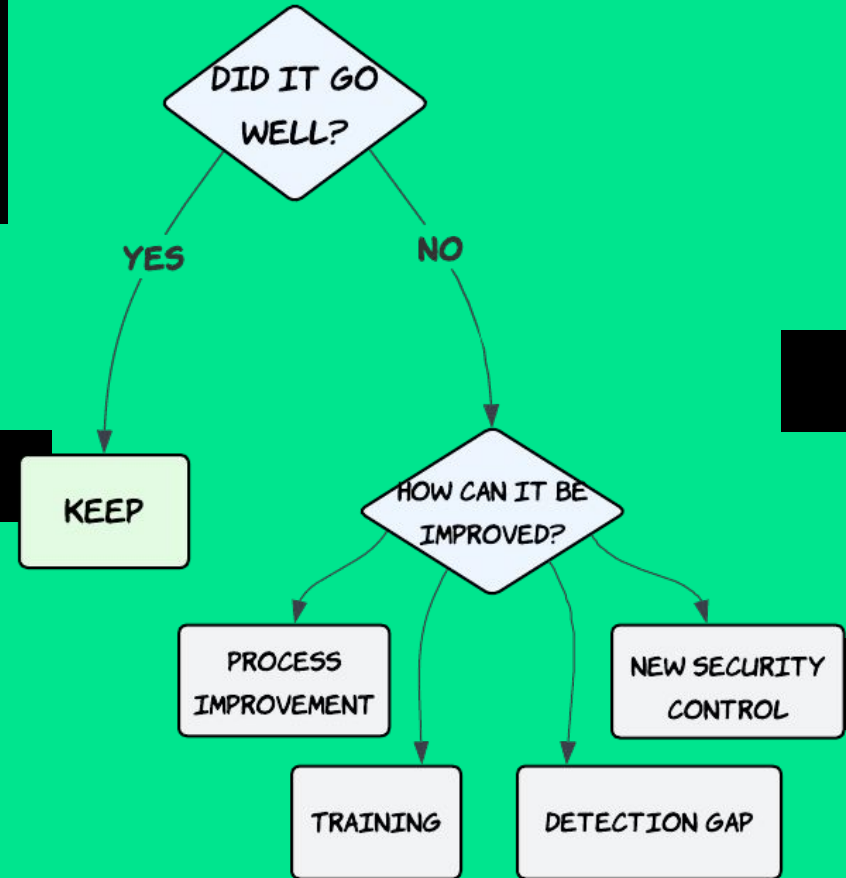 DID IT GO
WELL?
YES
NO
KEEP
HOW CAN IT BE
IMPROVED?
PROCESS
IMPROVEMENT
NEW SECURITY
CONTROL
TRAINING
DETECTION GAP